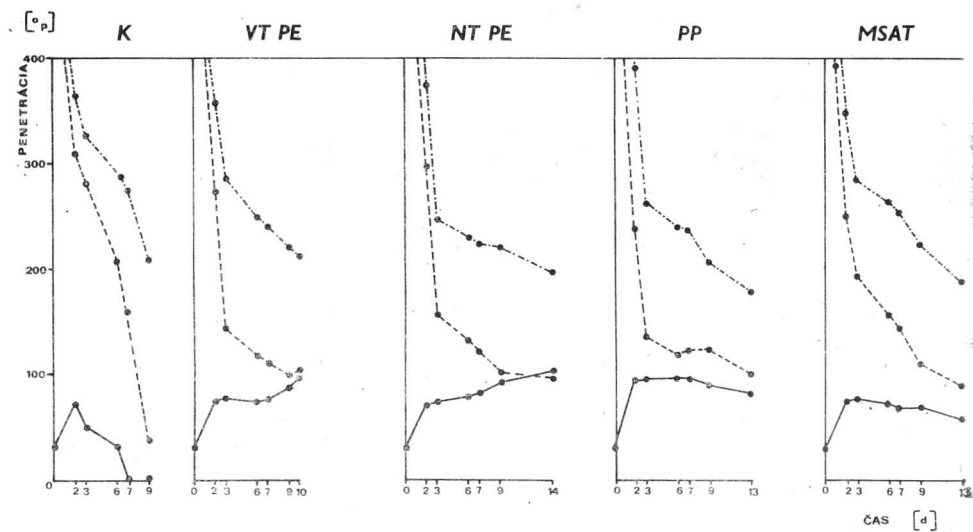 [°p]
K VT PE NT PE PP MSAT
PENETRÁCIA
400
300
200
100
0
0 2 3 6 7 9 0 2 3 6 7 9 10 0 2 3 6 7 9 14 0 2 3 6 7 9 13 0 2 3 6 7 9 13
ČAS [d]